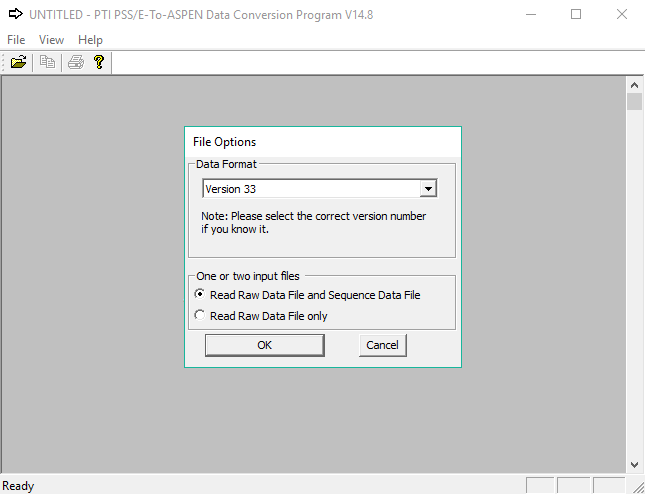 UNTITLED - PTI PSS/E-To-ASPEN Data Conversion Program V14.8
File View Help
File Options
Data Format
Version 33
Note: Please select the correct version number
if you know it.
One or two input files
Read Raw Data File and Sequence Data File
Read Raw Data File only
OK Cancel
Ready